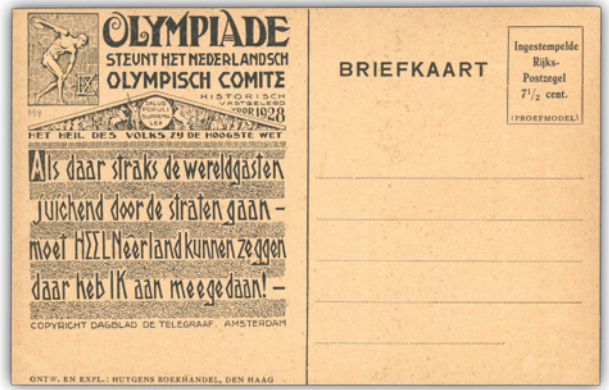 OLYMPIADE
STEUNT HET NEDERLANDSCH
OLYMPISCH COMITE
HISTORISCH
VASTGELEGD
VOOR 1928
SALUS
POPULI
SUPREMA
LEX
HET HEIL DES VOLKS ZY DE HOOGSTE WET
Als daar straks de wereldgasten
juichend door de straten gaan –
moet HEEL Neêrland kunnen zeggen
daar heb IK aan meegedaan! –
COPYRIGHT DAGBLAD DE TELEGRAAF. AMSTERDAM
ONTW. EN EXPL.: HUYGENS BOEKHANDEL, DEN HAAG
BRIEFKAART
Ingestempelde
Rijks-
Postzegel
7½ cent.
(PROEFMODEL)